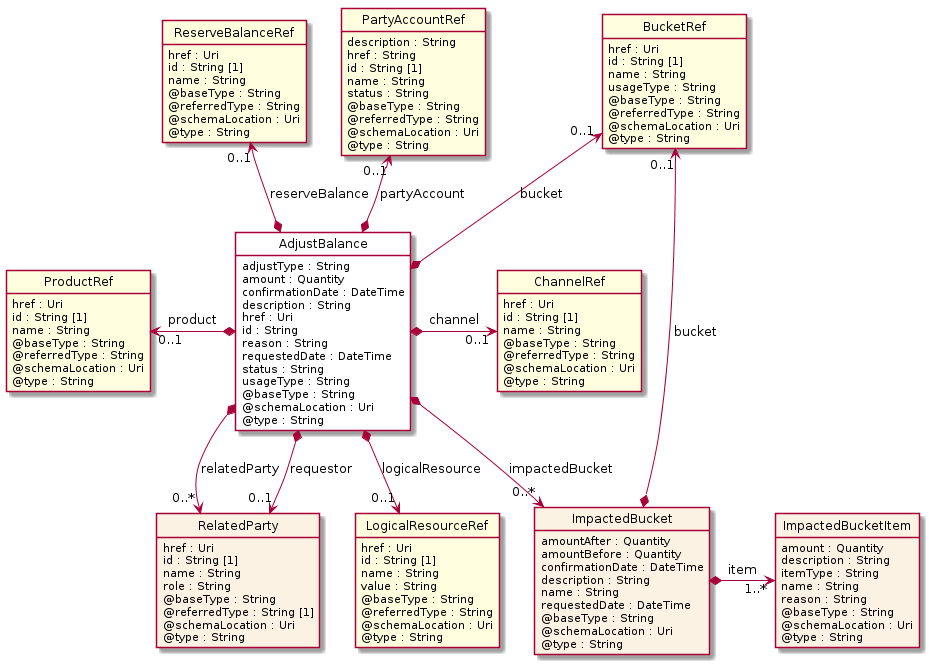 ReserveBalanceRef
href : Uri
id : String [1]
name : String
@baseType : String
@referredType : String
@schemaLocation : Uri
@type : String
PartyAccountRef
description : String
href : String
id : String [1]
name : String
status : String
@baseType : String
@referredType : String
@schemaLocation : Uri
@type : String
BucketRef
href : Uri
id : String [1]
name : String
usageType : String
@baseType : String
@referredType : String
@schemaLocation : Uri
@type : String
0..1
0..1
0..1
0..1
reserveBalance
partyAccount
bucket
AdjustBalance
adjustType : String
amount : Quantity
confirmationDate : DateTime
description : String
href : Uri
id : String
reason : String
requestedDate : DateTime
status : String
usageType : String
@baseType : String
@schemaLocation : Uri
@type : String
ProductRef
href : Uri
id : String [1]
name : String
@baseType : String
@referredType : String
@schemaLocation : Uri
@type : String
product
0..1
channel
0..1
ChannelRef
href : Uri
id : String [1]
name : String
@baseType : String
@referredType : String
@schemaLocation : Uri
@type : String
bucket
relatedParty
requestor
logicalResource
impactedBucket
0..*
0..1
0..1
0..*
RelatedParty
href : Uri
id : String [1]
name : String
role : String
@baseType : String
@referredType : String [1]
@schemaLocation : Uri
@type : String
LogicalResourceRef
href : Uri
id : String [1]
name : String
value : String
@baseType : String
@referredType : String
@schemaLocation : Uri
@type : String
ImpactedBucket
amountAfter : Quantity
amountBefore : Quantity
confirmationDate : DateTime
description : String
name : String
requestedDate : DateTime
@baseType : String
@schemaLocation : Uri
@type : String
item
1..*
ImpactedBucketItem
amount : Quantity
description : String
itemType : String
name : String
reason : String
@baseType : String
@schemaLocation : Uri
@type : String